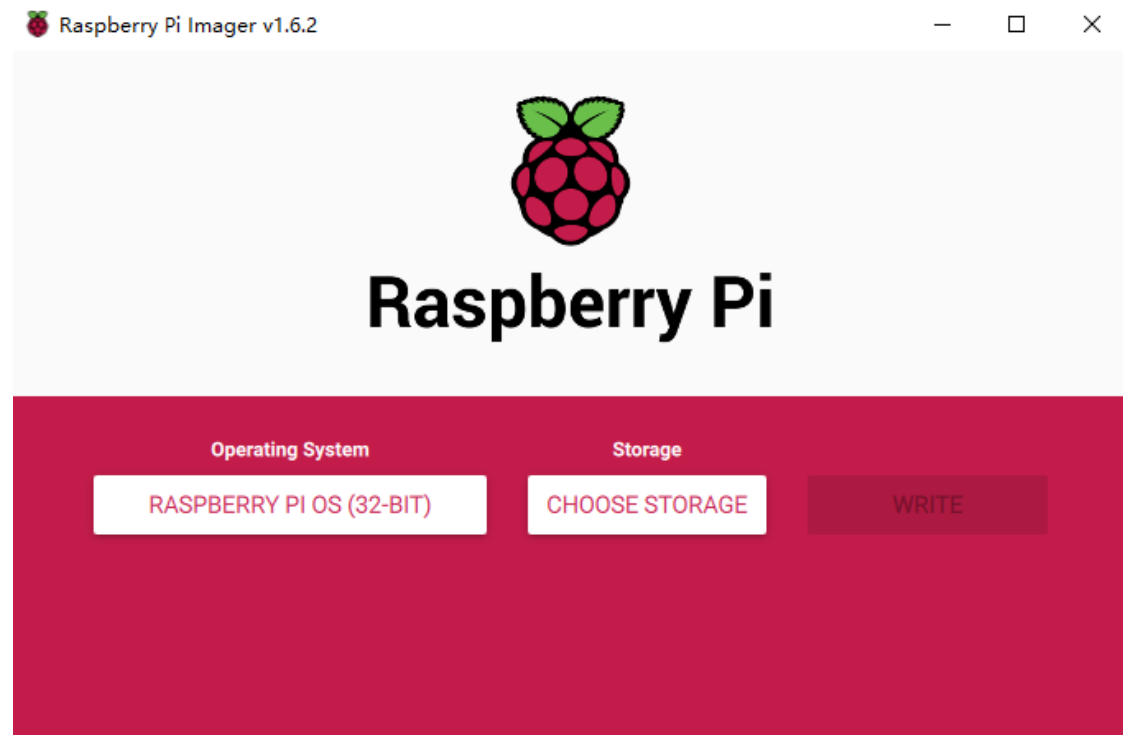 Raspberry Pi Imager v1.6.2
Raspberry Pi
Operating System
Storage
RASPBERRY PI OS (32-BIT)
CHOOSE STORAGE
WRITE